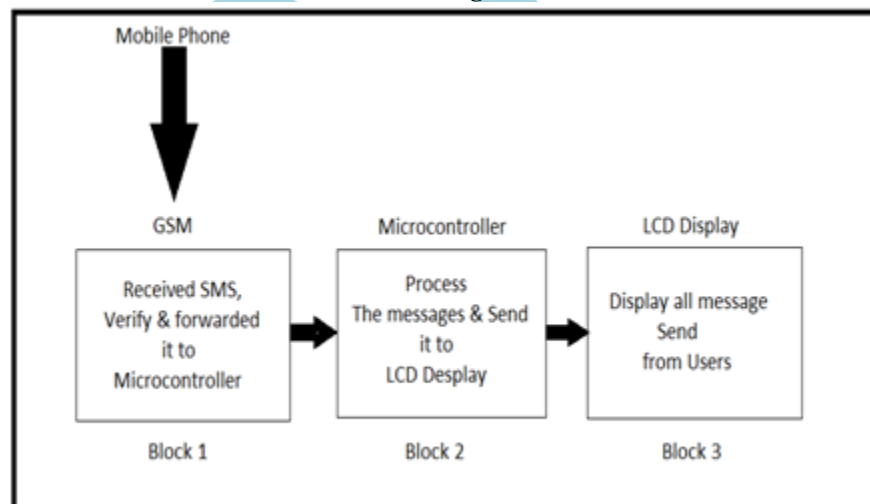 Mobile Phone
GSM
Microcontroller
LCD Display
Received SMS,
Verify & forwarded
it to
Microcontroller
Process
The messages & Send
it to
LCD Desplay
Display all message
Send
from Users
Block 1
Block 2
Block 3